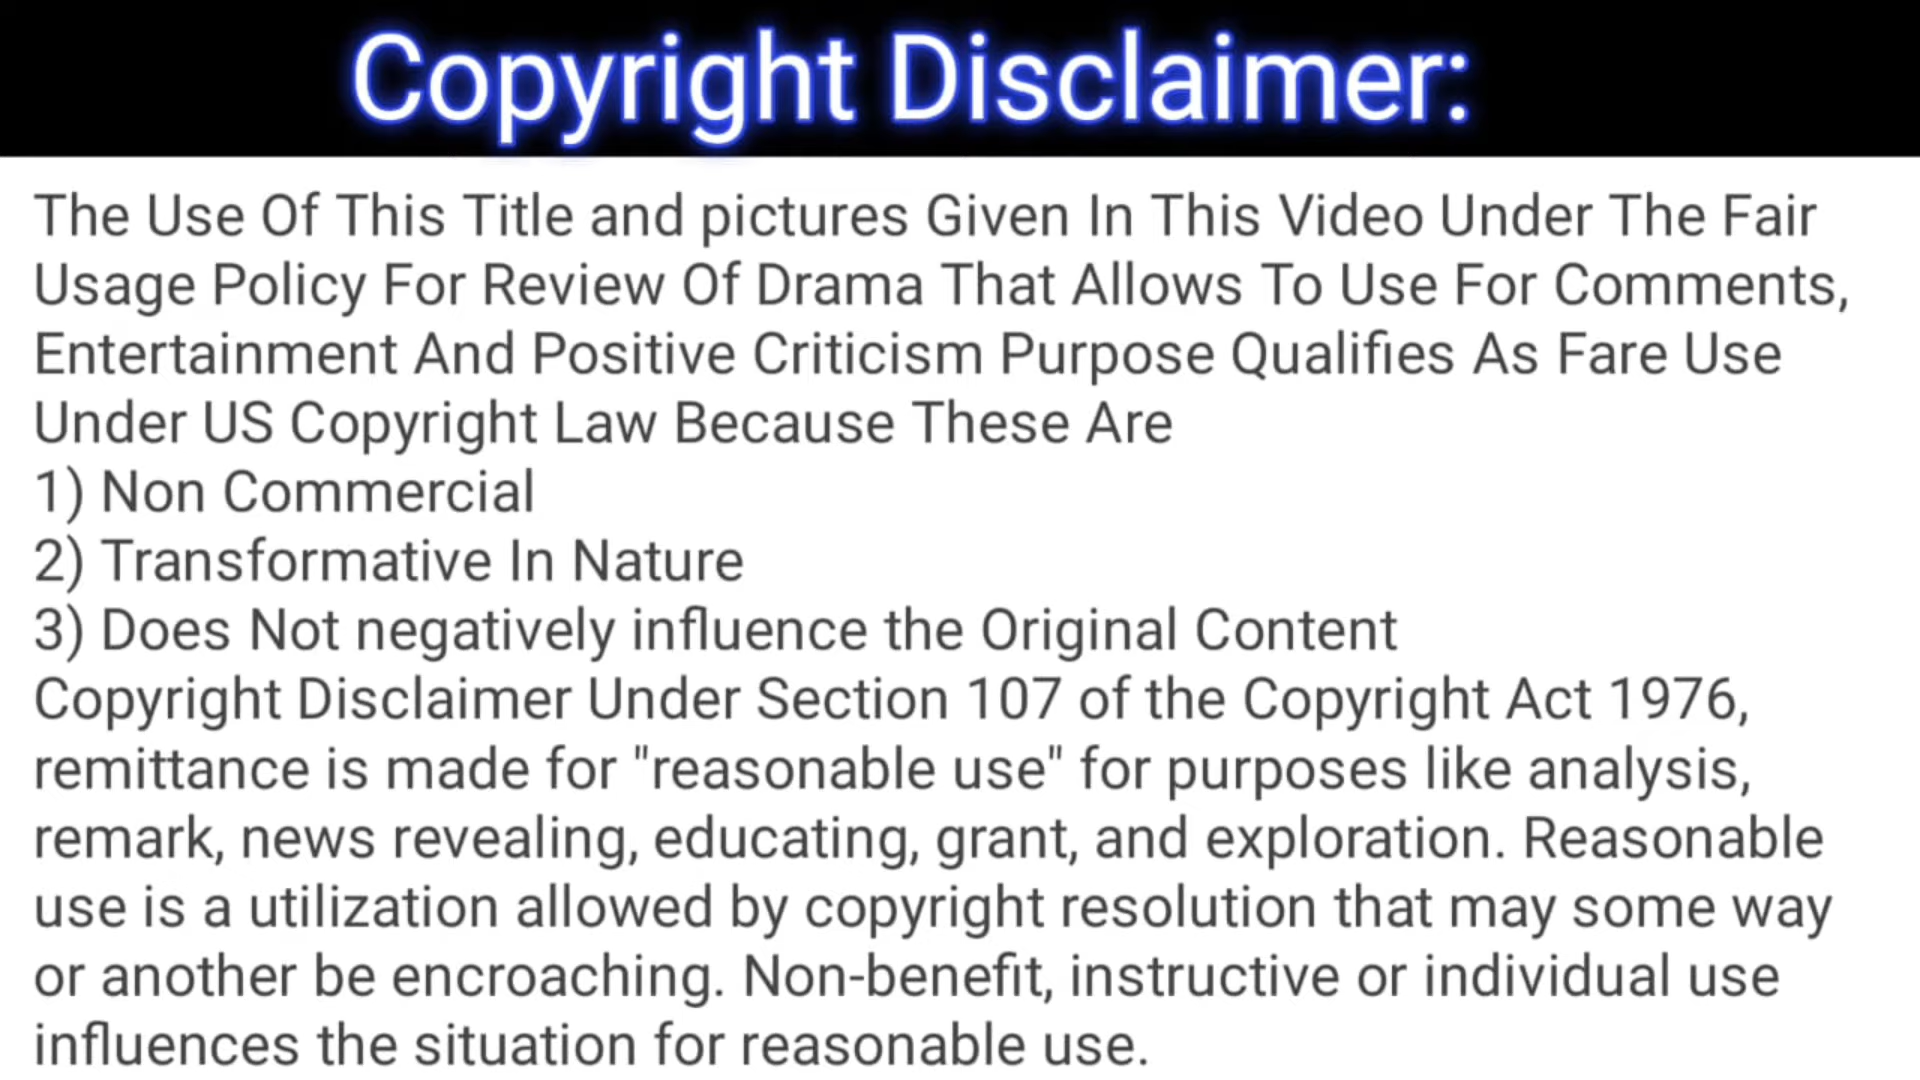 Copyright Disclaimer:
The Use Of This Title and pictures Given In This Video Under The Fair
Usage Policy For Review Of Drama That Allows To Use For Comments,
Entertainment And Positive Criticism Purpose Qualifies As Fare Use
Under US Copyright Law Because These Are
1) Non Commercial
2) Transformative In Nature
3) Does Not negatively influence the Original Content
Copyright Disclaimer Under Section 107 of the Copyright Act 1976,
remittance is made for "reasonable use" for purposes like analysis,
remark, news revealing, educating, grant, and exploration. Reasonable
use is a utilization allowed by copyright resolution that may some way
or another be encroaching. Non-benefit, instructive or individual use
influences the situation for reasonable use.